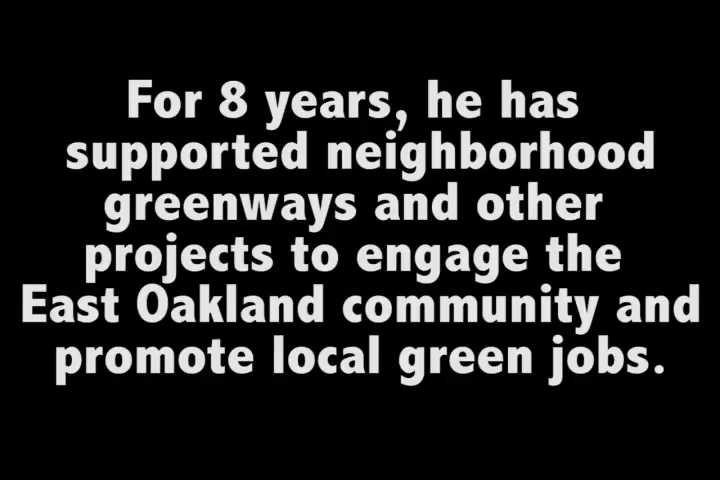 For 8 years, he has
supported neighborhood
greenways and other
projects to engage the
East Oakland community and
promote local green jobs.